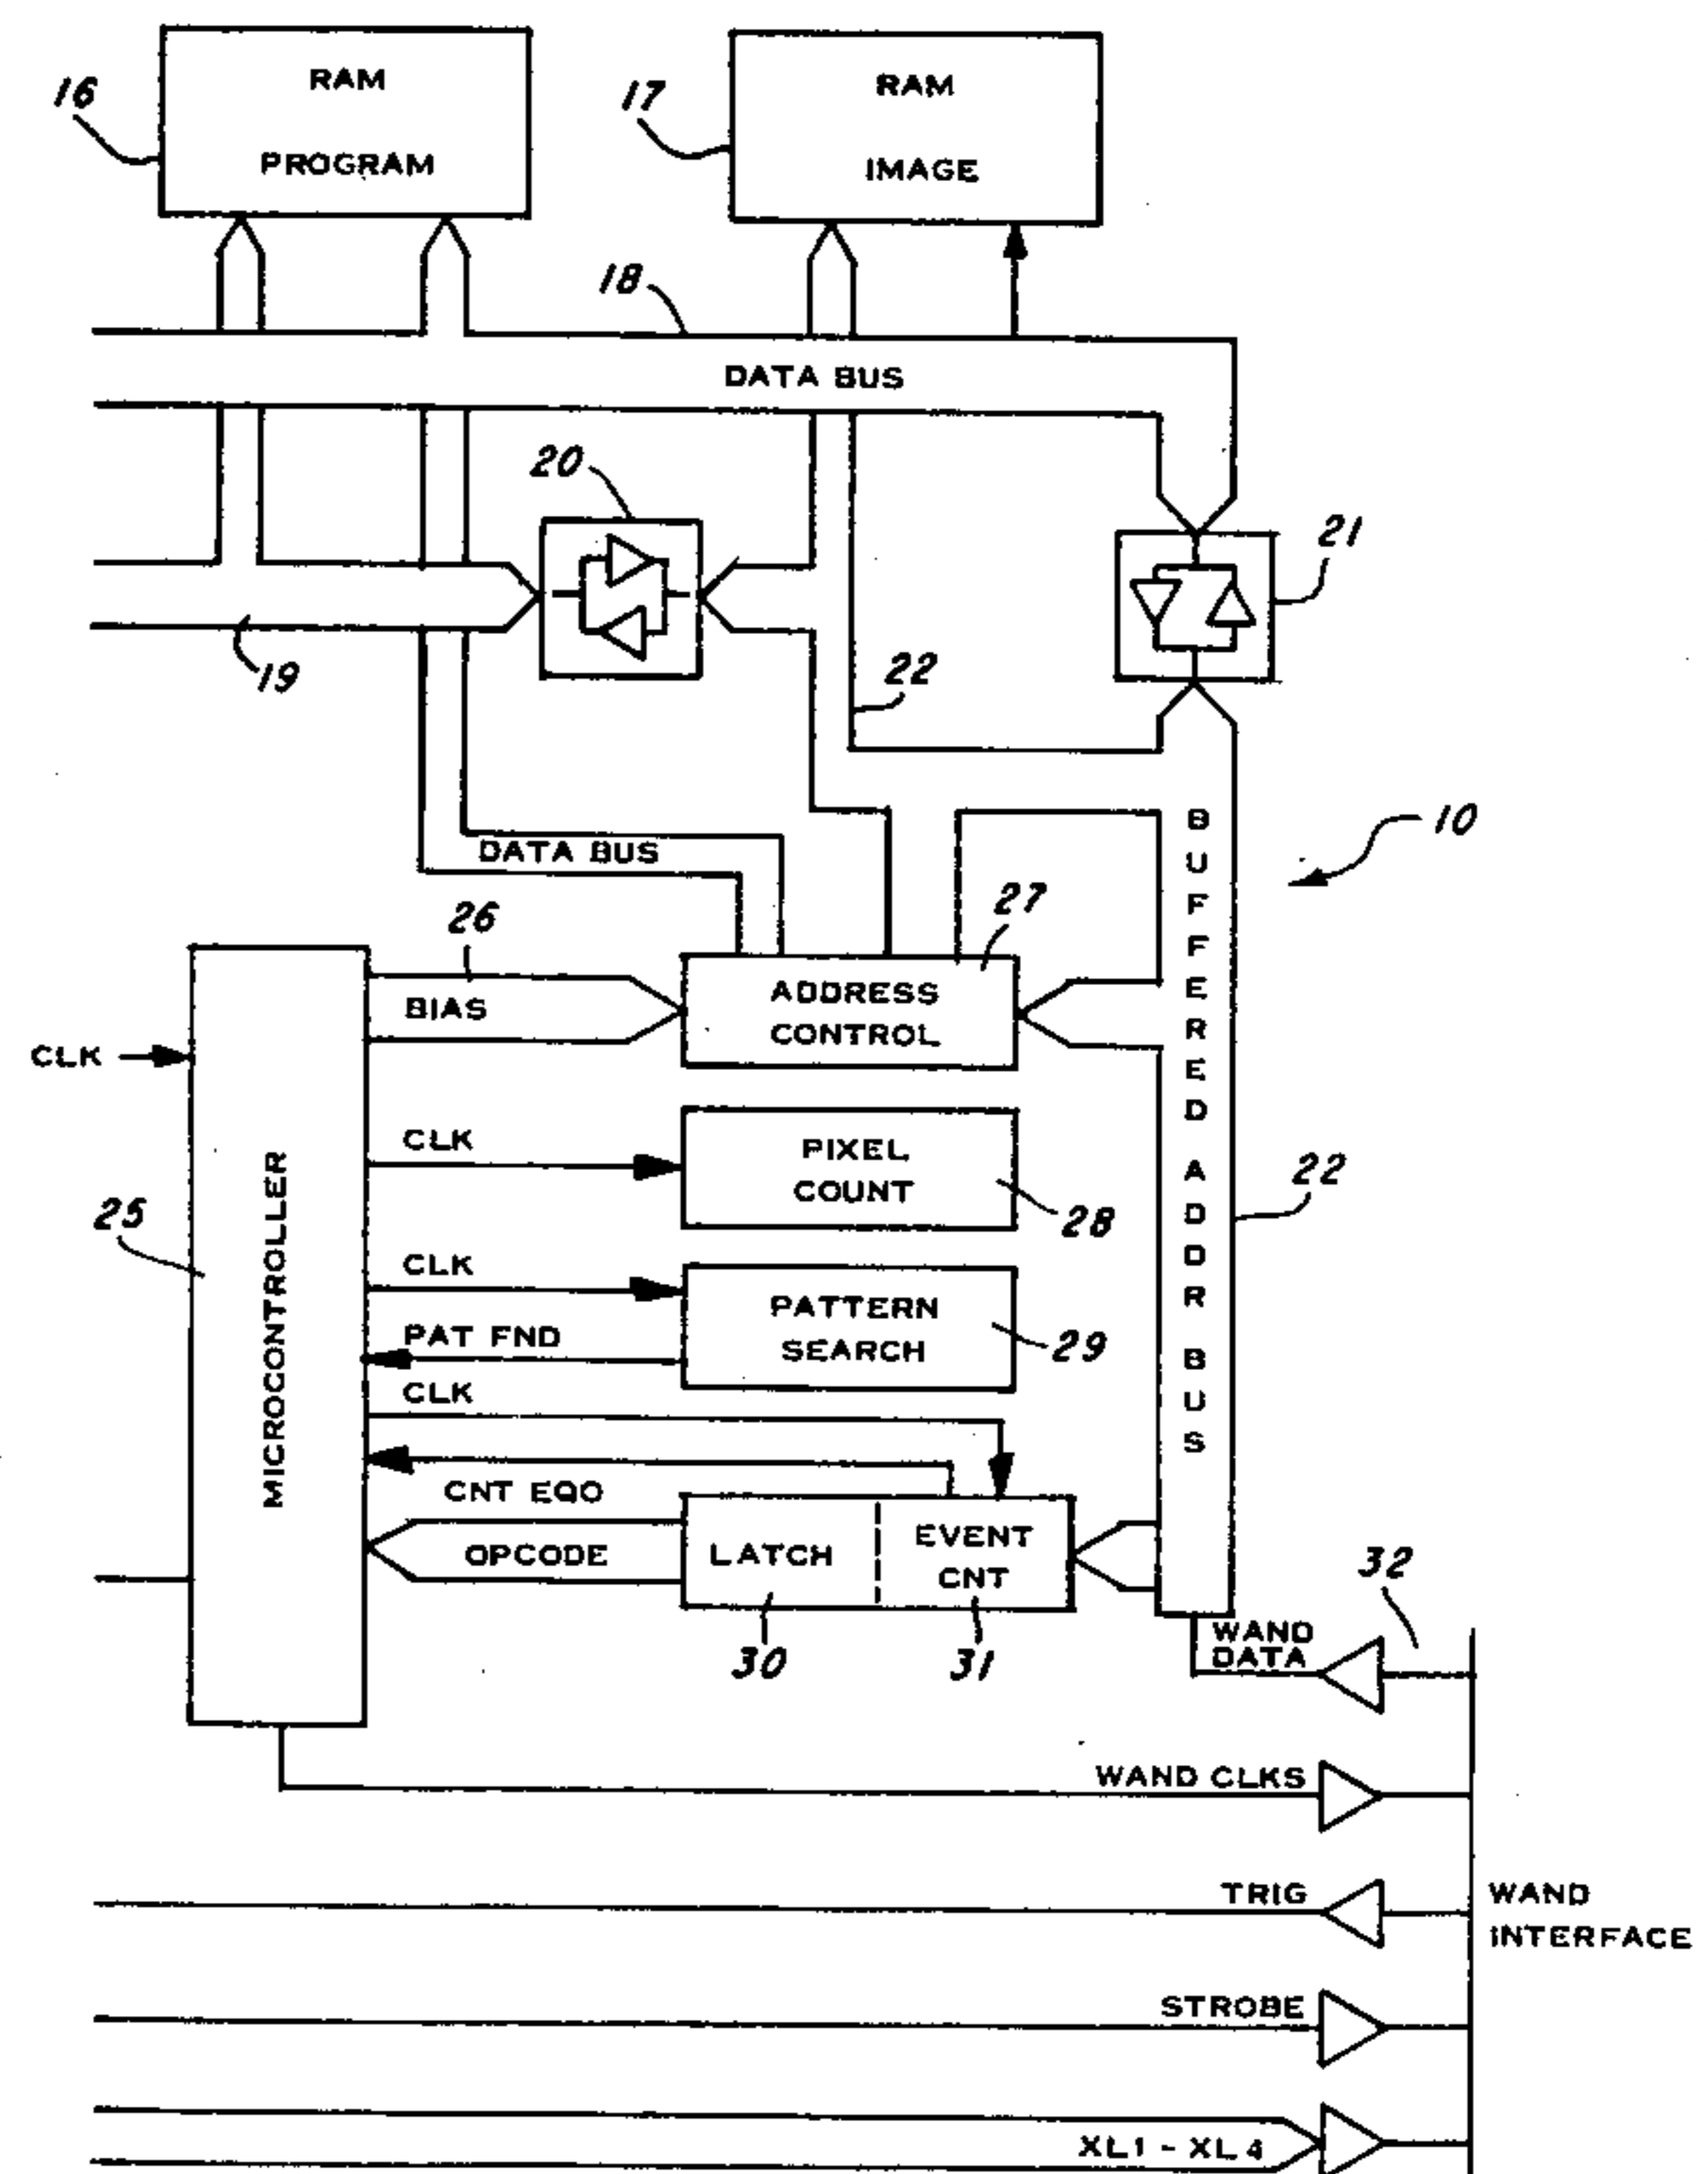 16
RAM
PROGRAM
17
RAM
IMAGE
18
DATA BUS
20
21
19
22
DATA BUS
10
BUFFERED ADDR BUS
26
27
BIAS
ADDRESS
CONTROL
CLK
MICROCONTROLLER
25
CLK
PIXEL
COUNT
28
22
CLK
PATTERN
SEARCH
29
PAT FND
CLK
CNT EQO
OPCODE
LATCH
EVENT
CNT
30
31
32
WAND
DATA
WAND CLKS
TRIG
WAND
INTERFACE
STROBE
XL1 - XL4